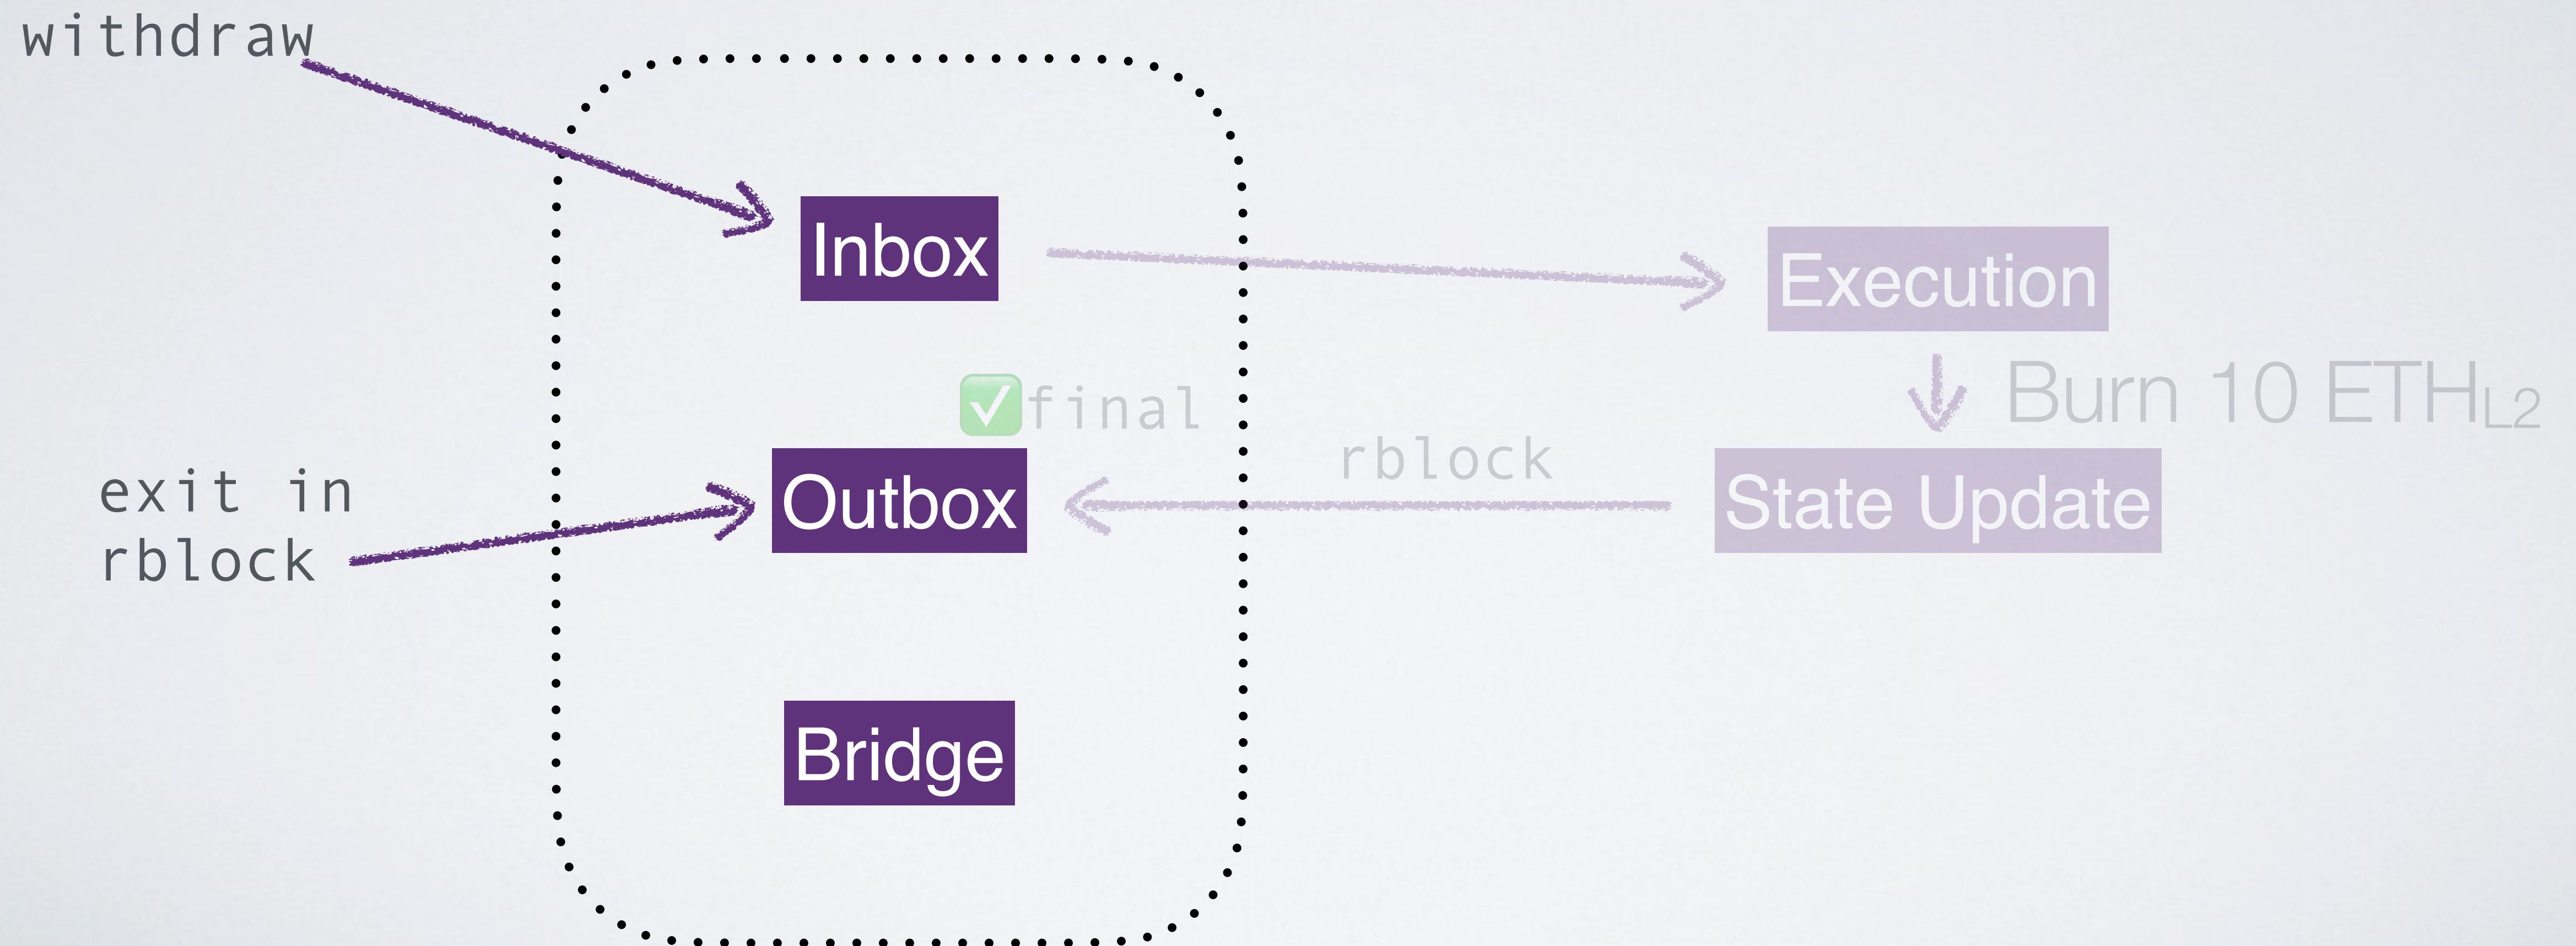 withdraw
Inbox
Execution
✅final
Burn 10 ETHL2
rblock
exit in
rblock
Outbox
State Update
Bridge